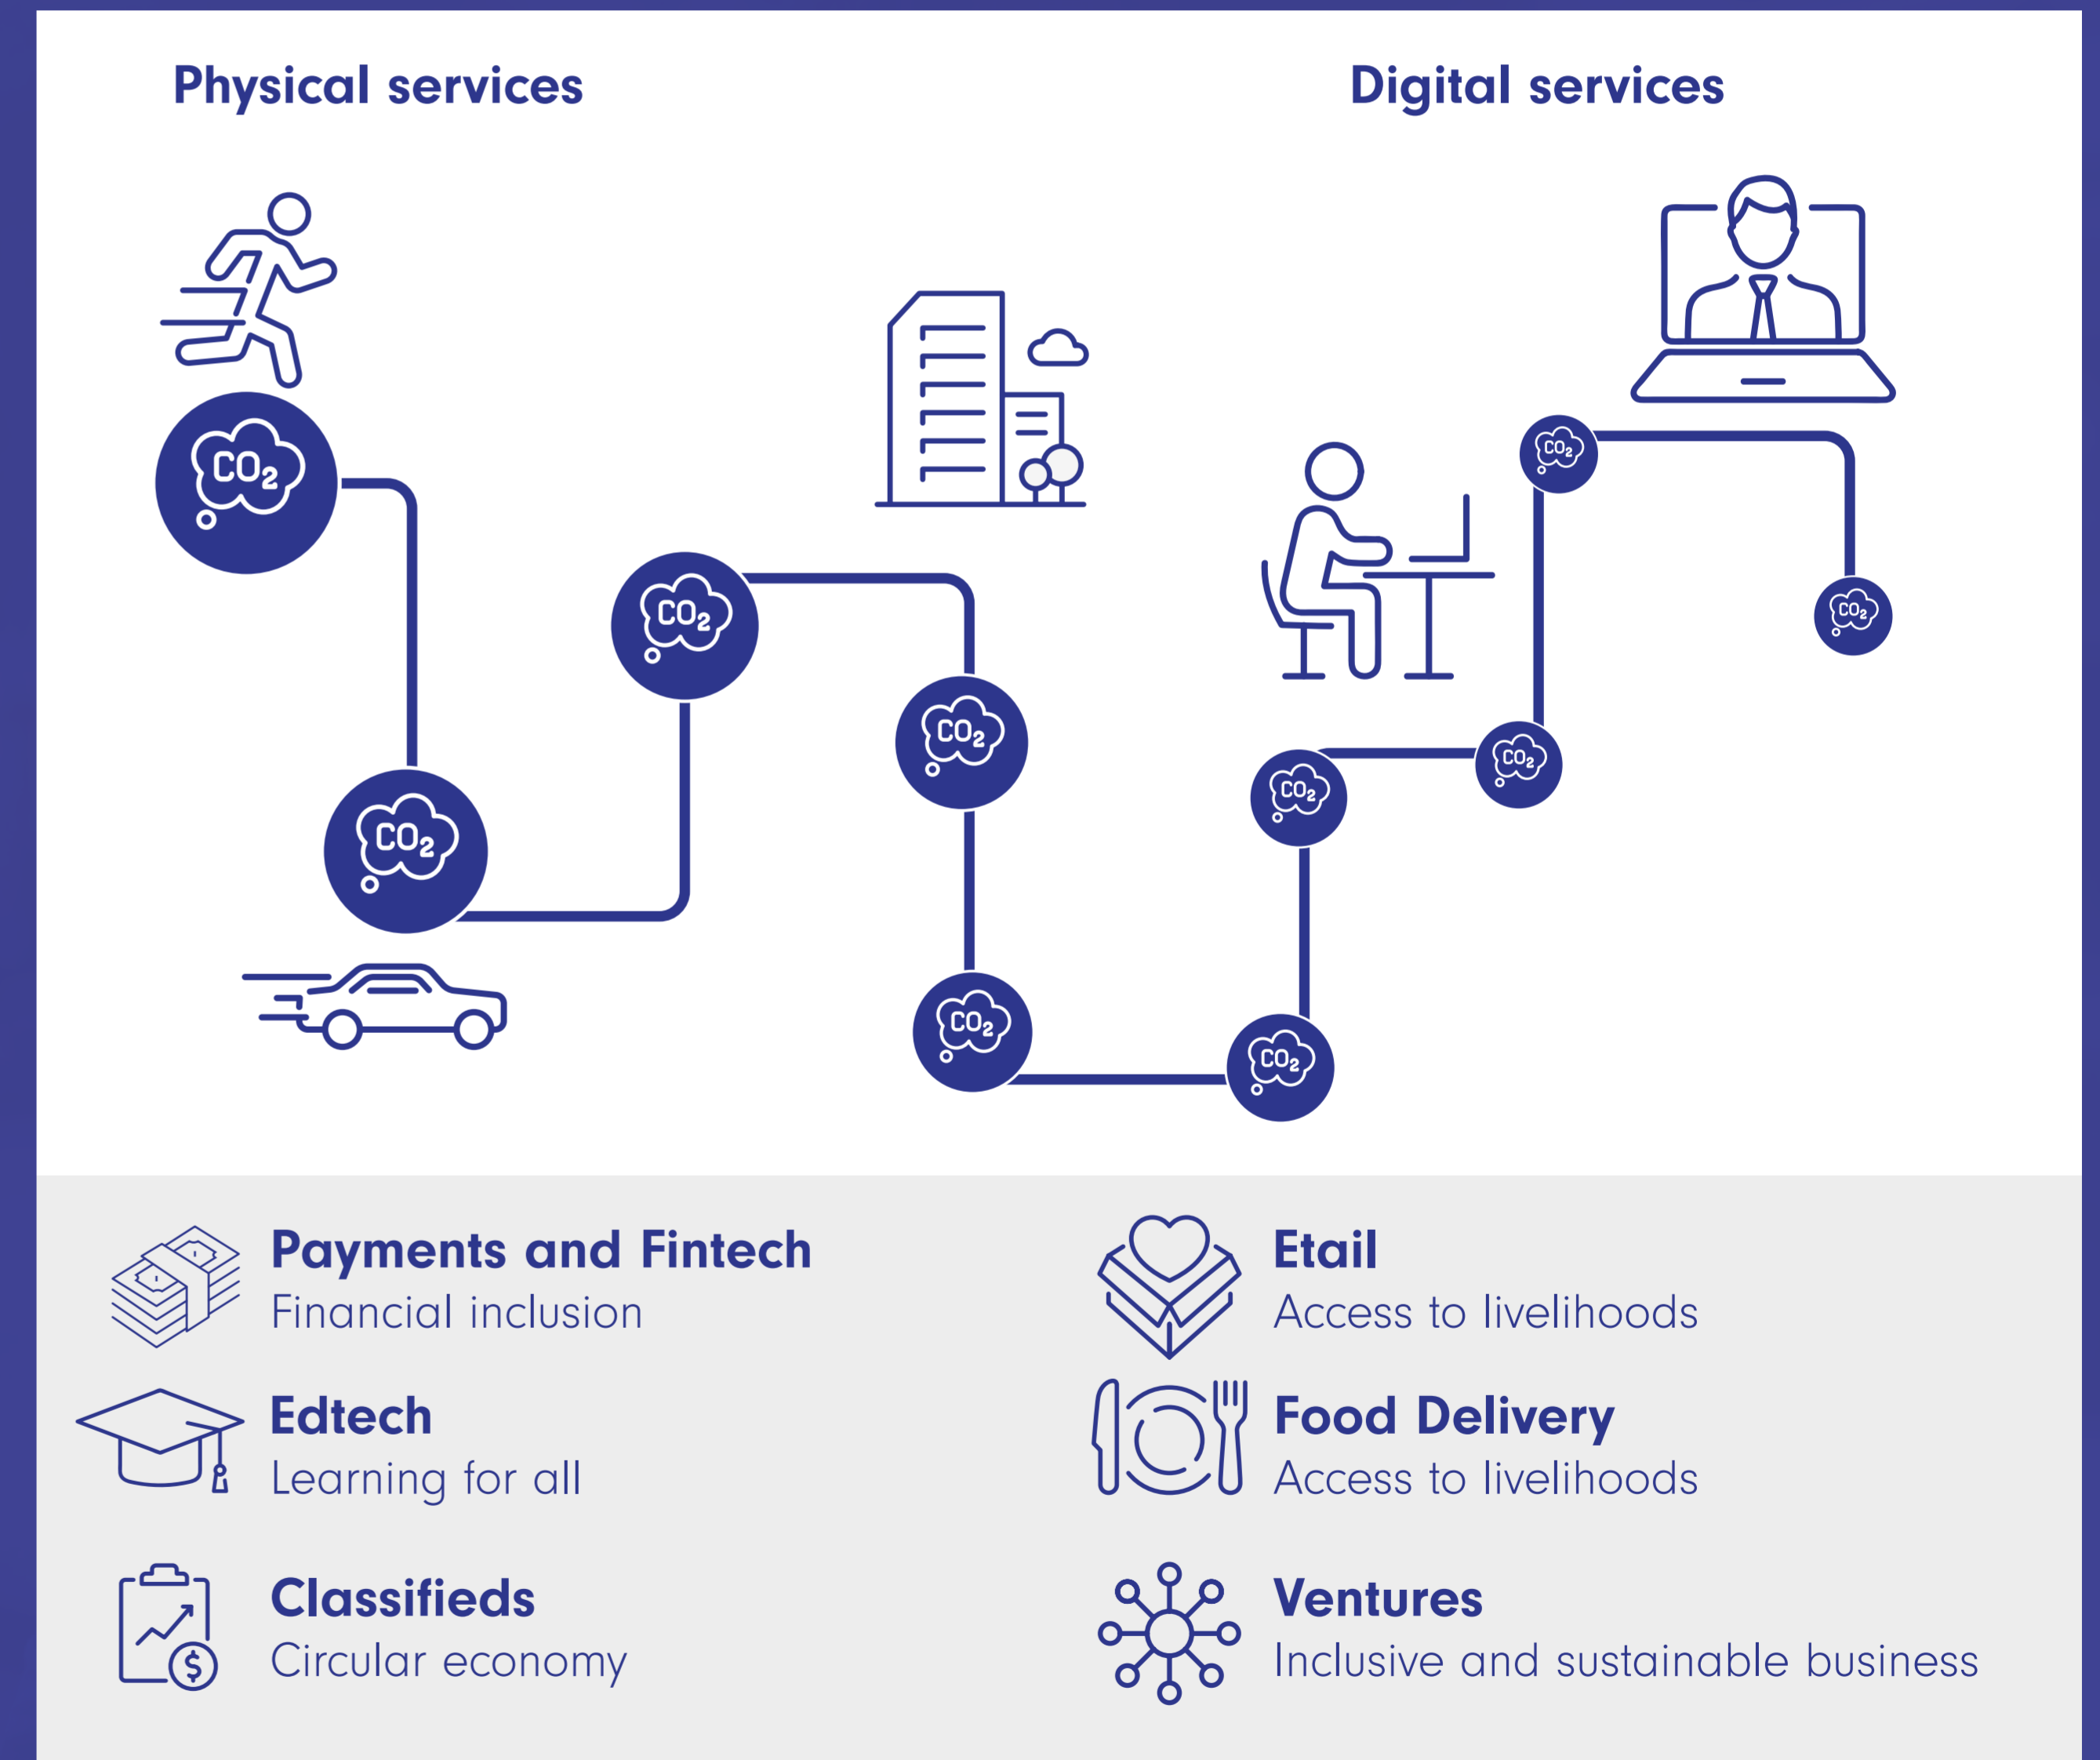 Physical services
Digital services
CO₂
CO₂
CO₂
CO₂
CO₂
CO₂
CO₂
CO₂
CO₂
CO₂
Payments and Fintech
Financial inclusion
Edtech
Learning for all
Classifieds
Circular economy
$
Etail
Access to livelihoods
Food Delivery
Access to livelihoods
Ventures
Inclusive and sustainable business